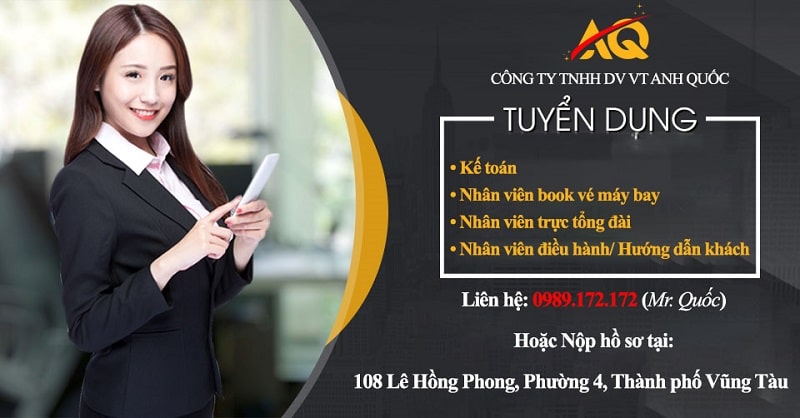 AQ
CÔNG TY TNHH DV VT ANH QUỐC
TUYỂN DỤNG
• Kế toán
• Nhân viên book vé máy bay
• Nhân viên trực tổng đài
• Nhân viên điều hành/ Hướng dẫn khách
Liên hệ: 0989.172.172 (Mr. Quốc)
Hoặc Nộp hồ sơ tại:
108 Lê Hồng Phong, Phường 4, Thành phố Vũng Tàu